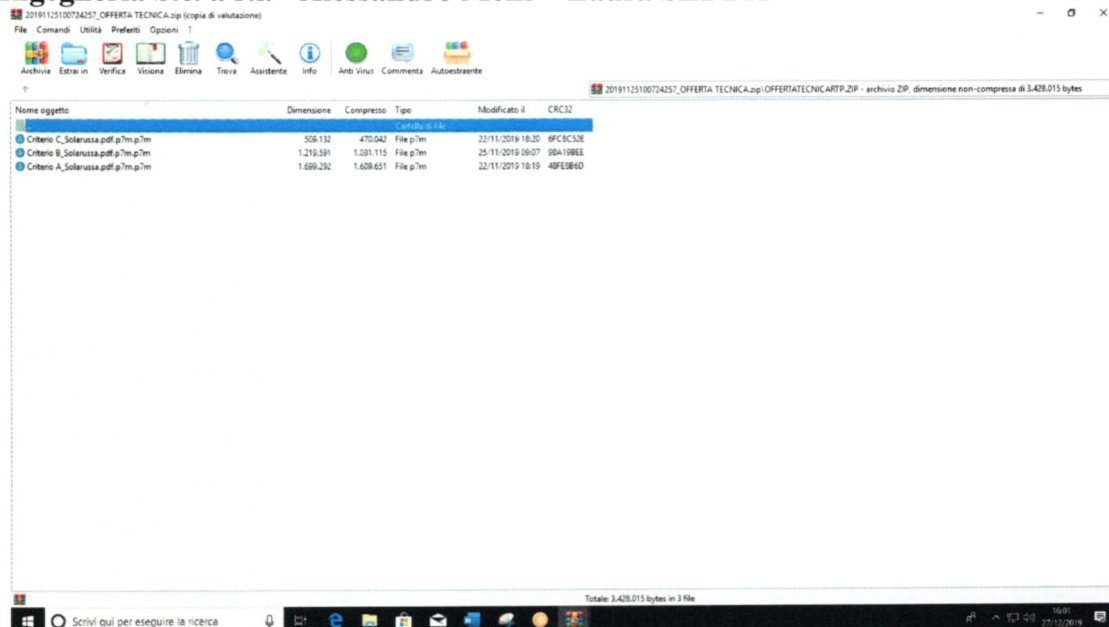 20191125100724257_OFFERTA TECNICA.zip (copia di valutazione)
File Comandi Utilità Preferiti Opzioni ?
Archivia Estrai in Verifica Visiona Elimina Trova Assistente Info Anti Virus Commenta Autoestraente
20191125100724257_OFFERTA TECNICA.zip\OFFERTATECNICARTP.ZIP - archivio ZIP, dimensione non-compressa di 3.428.015 bytes
Nome oggetto Dimensione Compresso Tipo Modificato il CRC32
.. Cartella di file
Criterio C_Solarussa.pdf.p7m.p7m 509.132 470.042 File p7m 22/11/2019 18:20 6FC8C52E
Criterio B_Solarussa.pdf.p7m.p7m 1.219.591 1.031.115 File p7m 25/11/2019 09:07 9BA19BEE
Criterio A_Solarussa.pdf.p7m.p7m 1.699.292 1.609.651 File p7m 22/11/2019 18:19 4BFEBB6D
Totale: 3.428.015 bytes in 3 file
Scrivi qui per eseguire la ricerca
16:01
27/12/2019